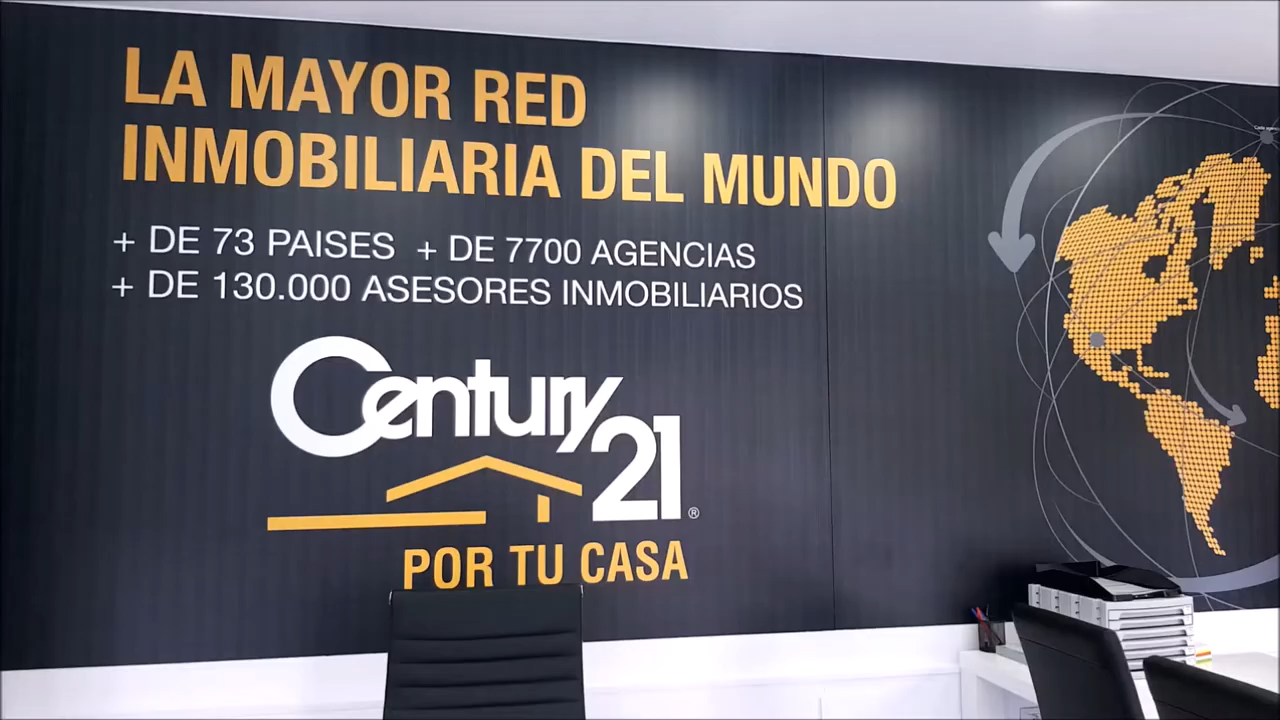 LA MAYOR RED
INMOBILIARIA DEL MUNDO
+ DE 73 PAISES + DE 7700 AGENCIAS
+ DE 130.000 ASESORES INMOBILIARIOS
Century
21®
POR TU CASA